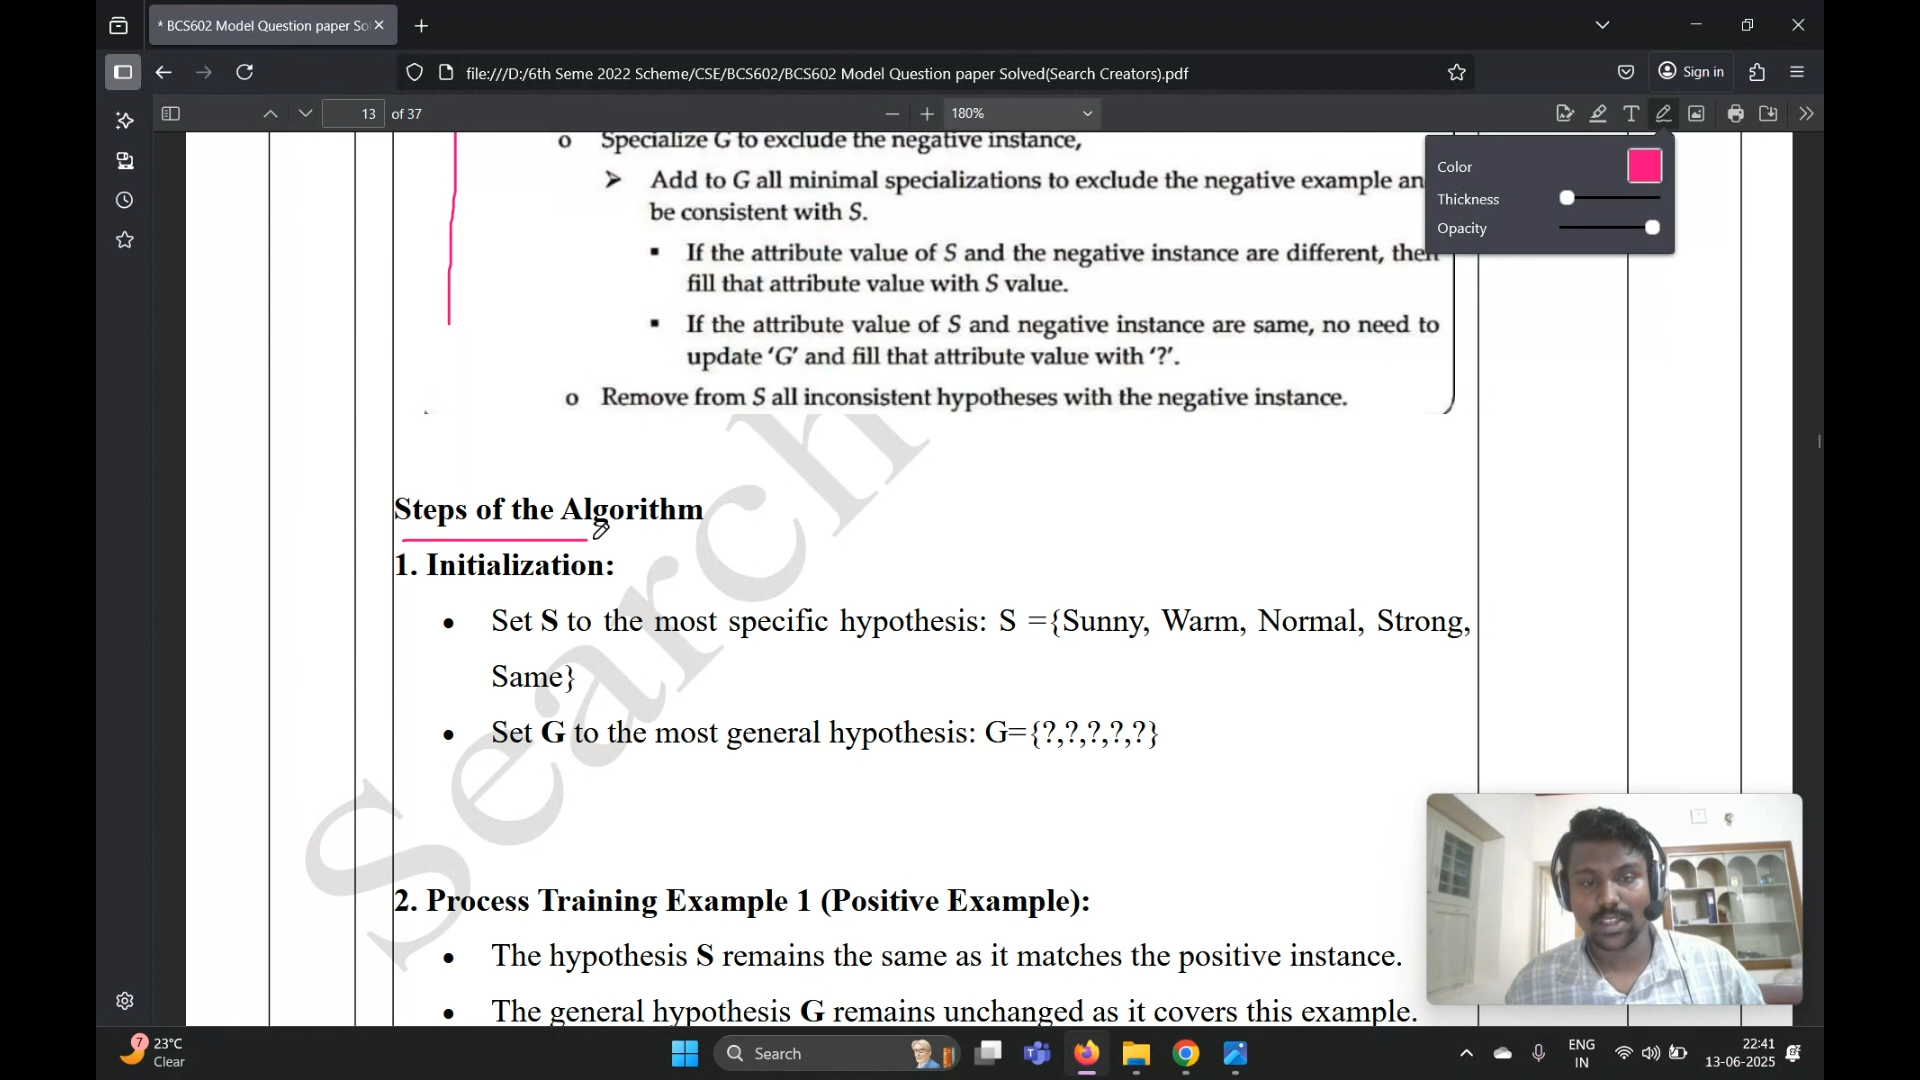 * BCS602 Model Question paper So
file:///D:/6th Seme 2022 Scheme/CSE/BCS602/BCS602 Model Question paper Solved(Search Creators).pdf
Sign in
13 of 37
180%
Color
Thickness
Opacity
o Specialize G to exclude the negative instance,
➤ Add to G all minimal specializations to exclude the negative example an
be consistent with S.
▪ If the attribute value of S and the negative instance are different, then
fill that attribute value with S value.
▪ If the attribute value of S and negative instance are same, no need to
update ‘G’ and fill that attribute value with ‘?’.
o Remove from S all inconsistent hypotheses with the negative instance.
Search
Steps of the Algorithm
1. Initialization:
• Set S to the most specific hypothesis: S ={Sunny, Warm, Normal, Strong,
Same}
• Set G to the most general hypothesis: G={?,?,?,?,?}
2. Process Training Example 1 (Positive Example):
• The hypothesis S remains the same as it matches the positive instance.
• The general hypothesis G remains unchanged as it covers this example.
7
23°C
Clear
Search
ENG
IN
22:41
13-06-2025